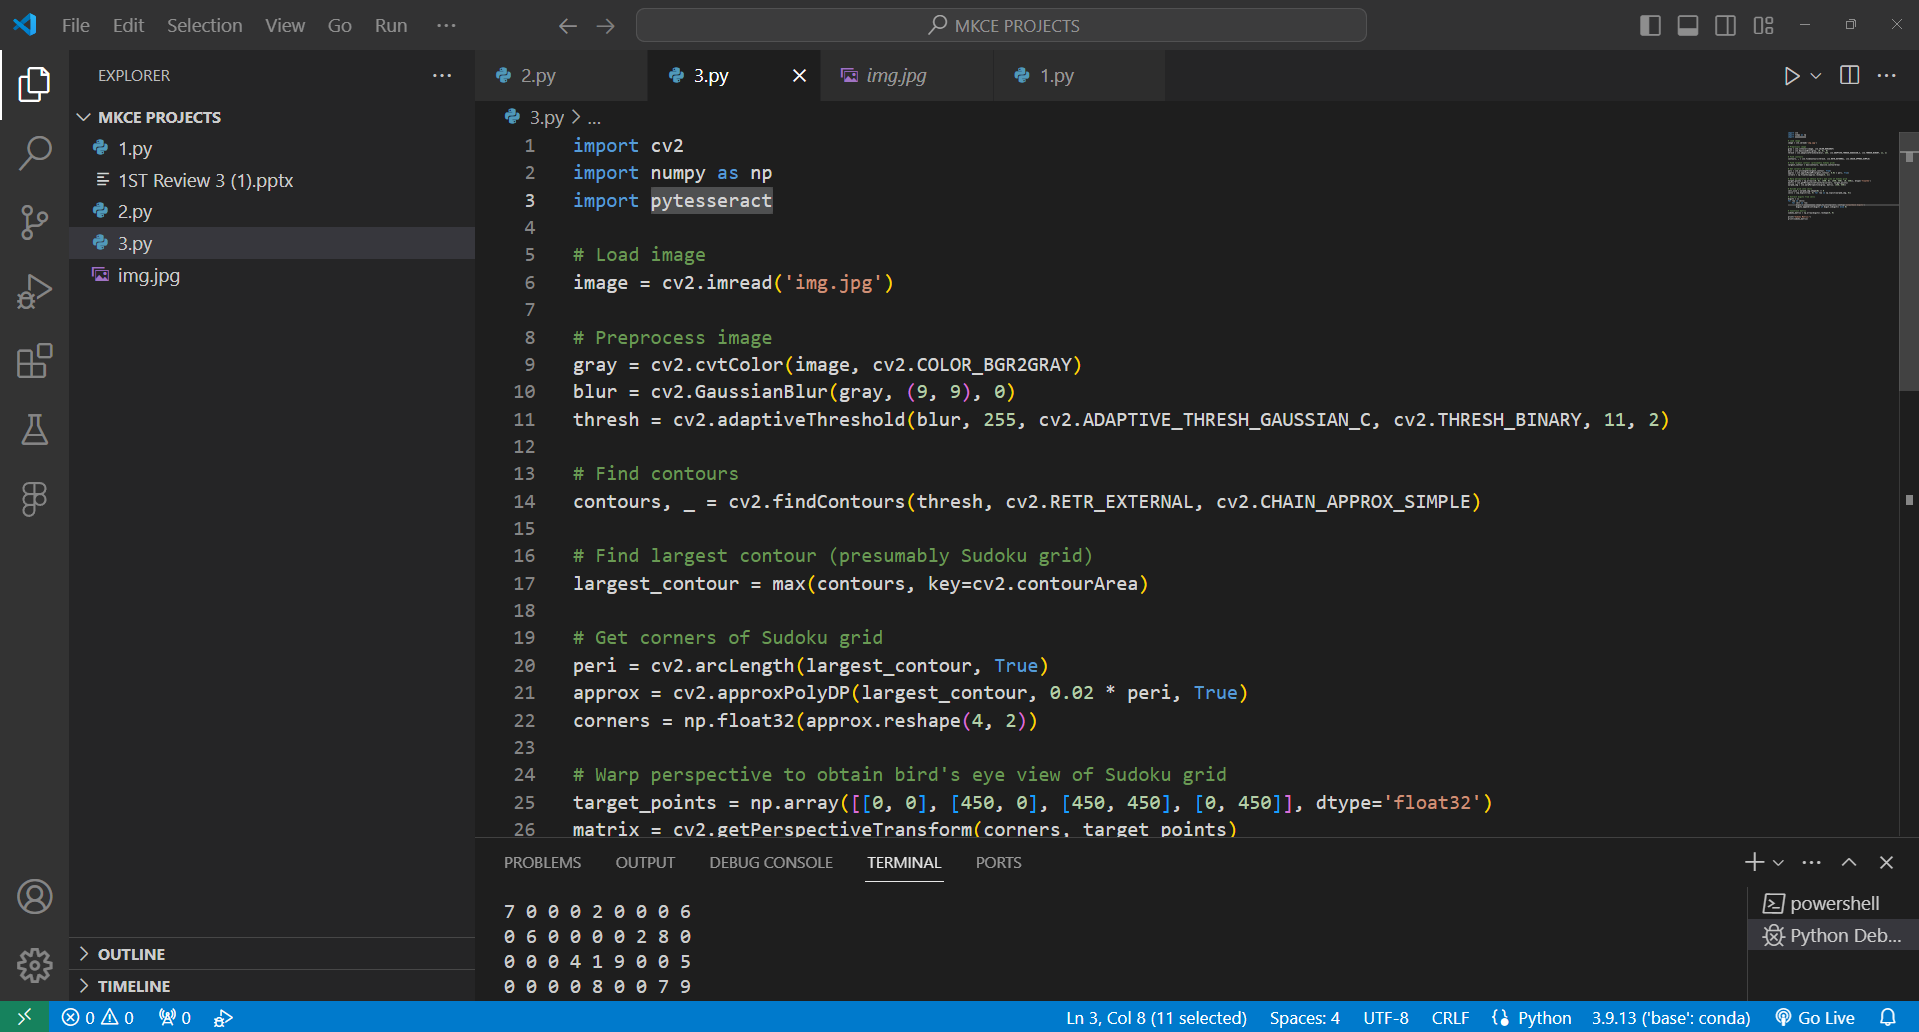 File Edit Selection View Go Run ··· MKCE PROJECTS
EXPLORER
MKCE PROJECTS
1.py
1ST Review 3 (1).pptx
2.py
3.py
img.jpg
OUTLINE
TIMELINE
2.py 3.py img.jpg 1.py
3.py > ...
1 import cv2
2 import numpy as np
3 import pytesseract
4
5 # Load image
6 image = cv2.imread('img.jpg')
7
8 # Preprocess image
9 gray = cv2.cvtColor(image, cv2.COLOR_BGR2GRAY)
10 blur = cv2.GaussianBlur(gray, (9, 9), 0)
11 thresh = cv2.adaptiveThreshold(blur, 255, cv2.ADAPTIVE_THRESH_GAUSSIAN_C, cv2.THRESH_BINARY, 11, 2)
12
13 # Find contours
14 contours, _ = cv2.findContours(thresh, cv2.RETR_EXTERNAL, cv2.CHAIN_APPROX_SIMPLE)
15
16 # Find largest contour (presumably Sudoku grid)
17 largest_contour = max(contours, key=cv2.contourArea)
18
19 # Get corners of Sudoku grid
20 peri = cv2.arcLength(largest_contour, True)
21 approx = cv2.approxPolyDP(largest_contour, 0.02 * peri, True)
22 corners = np.float32(approx.reshape(4, 2))
23
24 # Warp perspective to obtain bird's eye view of Sudoku grid
25 target_points = np.array([[0, 0], [450, 0], [450, 450], [0, 450]], dtype='float32')
26 matrix = cv2.getPerspectiveTransform(corners, target_points)
PROBLEMS OUTPUT DEBUG CONSOLE TERMINAL PORTS
7 0 0 0 2 0 0 0 6
0 6 0 0 0 0 2 8 0
0 0 0 4 1 9 0 0 5
0 0 0 0 8 0 0 7 9
powershell
Python Deb...
0 0 0 Ln 3, Col 8 (11 selected) Spaces: 4 UTF-8 CRLF Python 3.9.13 ('base': conda) Go Live